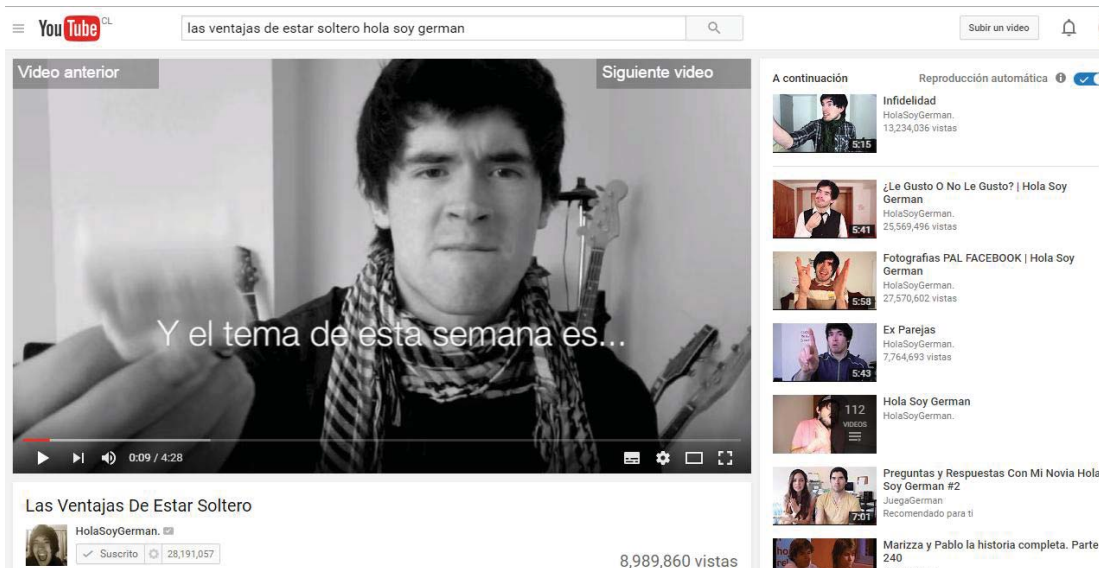 YouTube CL
las ventajas de estar soltero hola soy german
Subir un video
Video anterior
Siguiente video
Y el tema de esta semana es...
0:09 / 4:28
Las Ventajas De Estar Soltero
HolaSoyGerman.
Suscrito 28,191,057
8,989,860 vistas
A continuación
Reproducción automática
Infidelidad
HolaSoyGerman.
13,234,036 vistas
5:15
¿Le Gusto O No Le Gusto? | Hola Soy
German
HolaSoyGerman.
25,569,496 vistas
5:41
Fotografias PAL FACEBOOK | Hola Soy
German
HolaSoyGerman.
27,570,602 vistas
5:58
Ex Parejas
HolaSoyGerman.
7,764,693 vistas
5:43
Hola Soy German
HolaSoyGerman.
112
VIDEOS
Preguntas y Respuestas Con Mi Novia Hola
Soy German #2
JuegaGerman
Recomendado para ti
7:01
Marizza y Pablo la historia completa. Parte
240